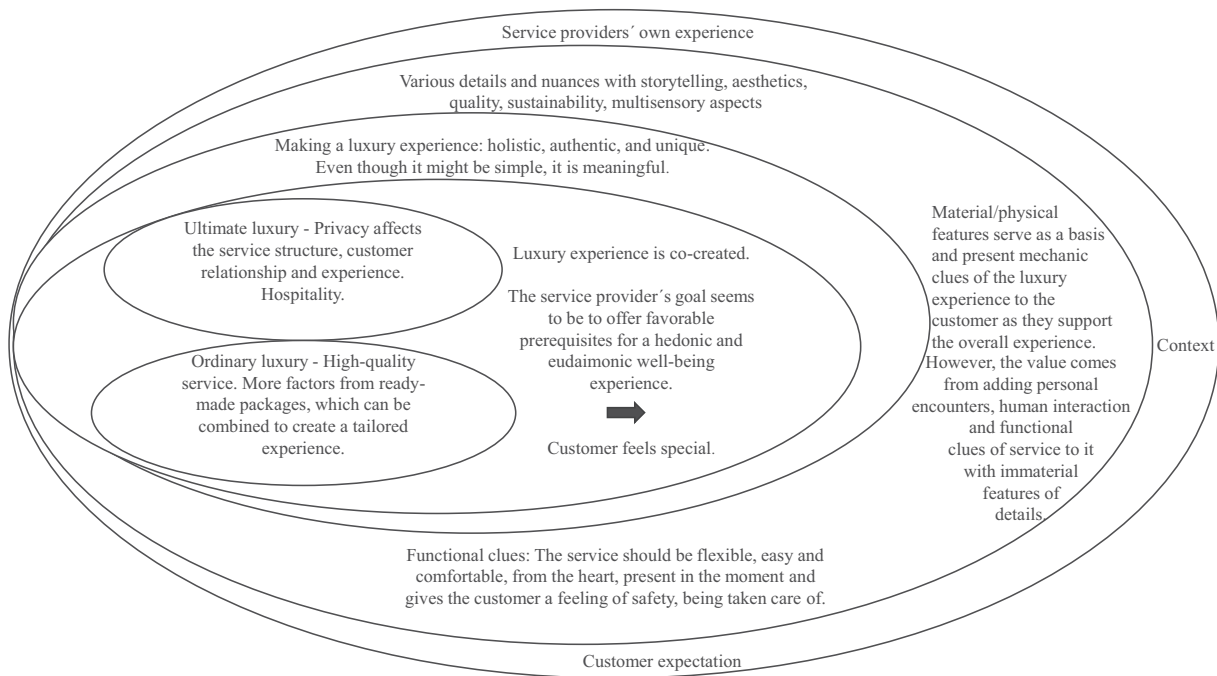 Service providers´ own experience
Various details and nuances with storytelling, aesthetics,
quality, sustainability, multisensory aspects
Making a luxury experience: holistic, authentic, and unique.
Even though it might be simple, it is meaningful.
Ultimate luxury - Privacy affects
the service structure, customer
relationship and experience.
Hospitality.
Ordinary luxury - High-quality
service. More factors from ready-
made packages, which can be
combined to create a tailored
experience.
Luxury experience is co-created.
The service provider´s goal seems
to be to offer favorable
prerequisites for a hedonic and
eudaimonic well-being
experience.
Customer feels special.
Material/physical
features serve as a basis
and present mechanic
clues of the luxury
experience to the
customer as they support
the overall experience.
However, the value comes
from adding personal
encounters, human interaction
and functional
clues of service to it
with immaterial
features of
details.
Context
Functional clues: The service should be flexible, easy and
comfortable, from the heart, present in the moment and
gives the customer a feeling of safety, being taken care of.
Customer expectation